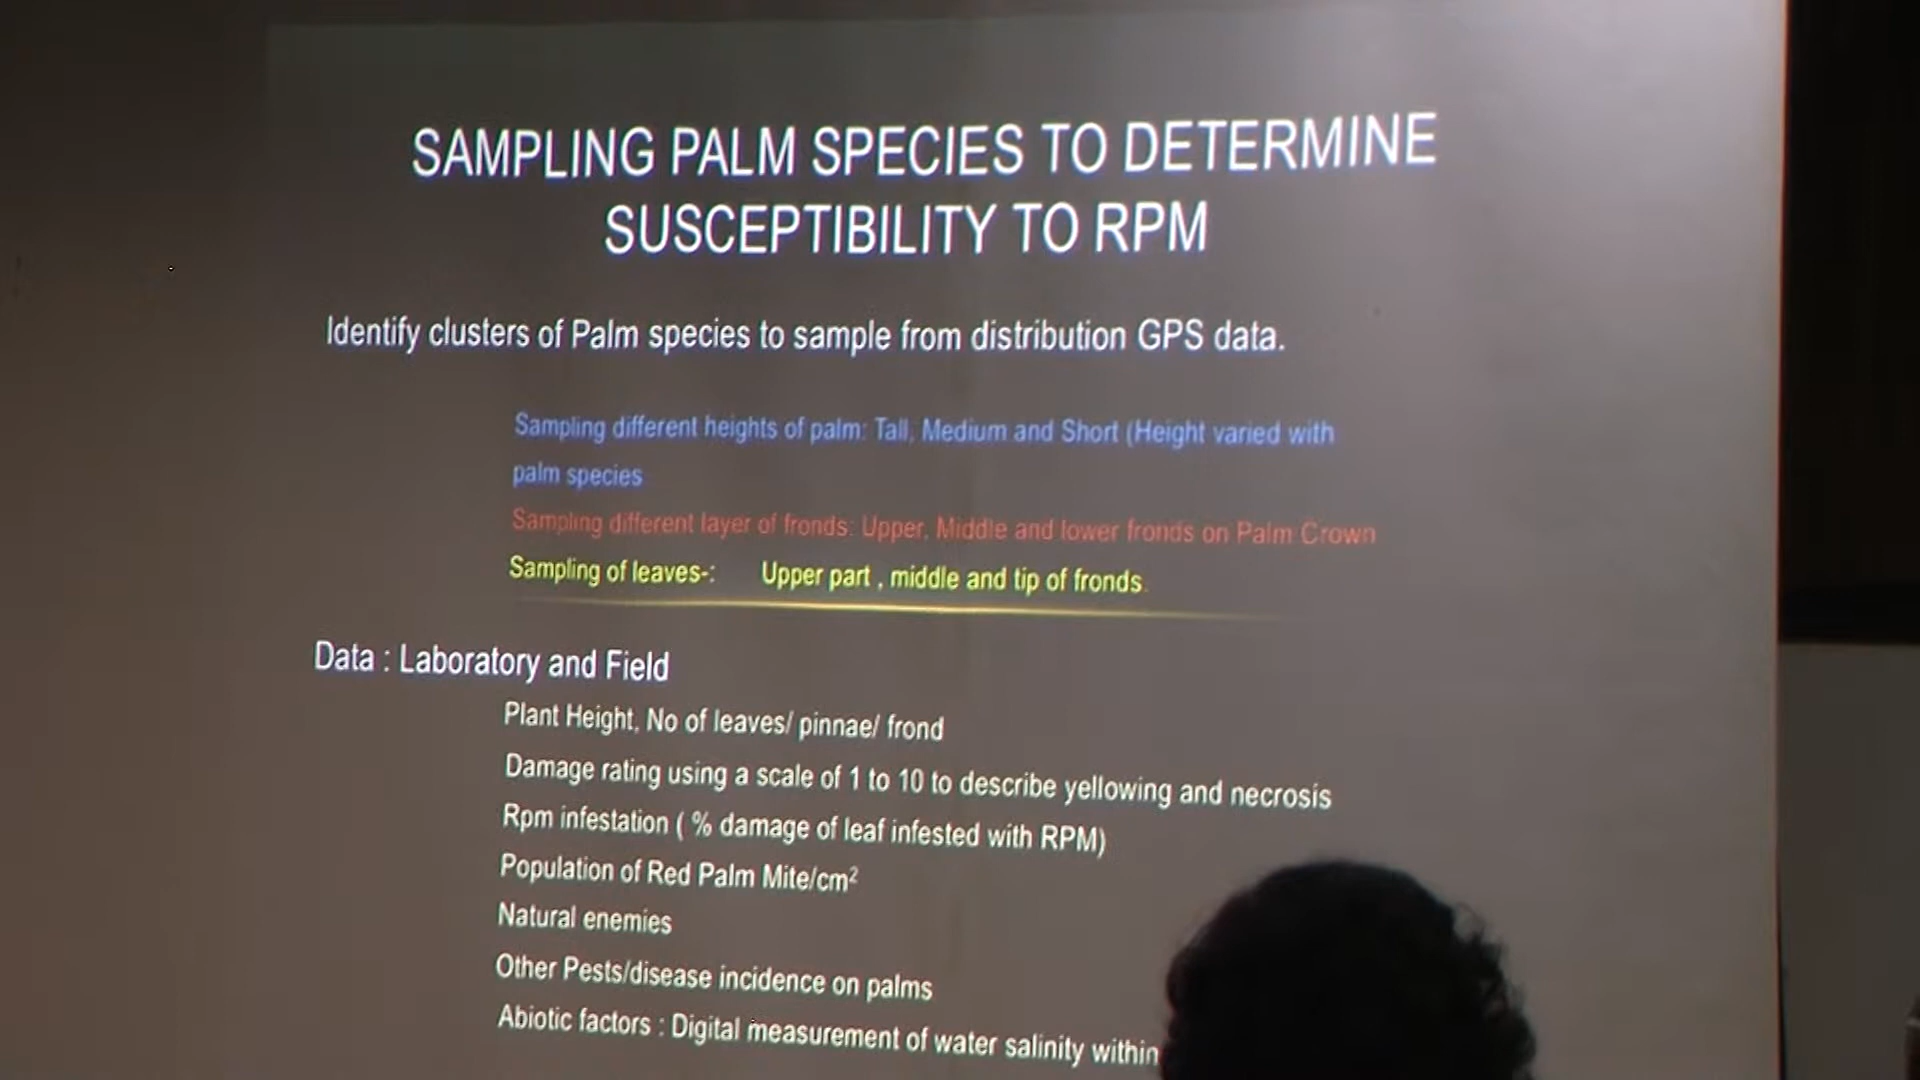 SAMPLING PALM SPECIES TO DETERMINE
SUSCEPTIBILITY TO RPM
Identify clusters of Palm species to sample from distribution GPS data.
Sampling different heights of palm: Tall, Medium and Short (Height varied with
palm species
Sampling different layer of fronds: Upper, Middle and lower fronds on Palm Crown
Sampling of leaves-: Upper part , middle and tip of fronds.
Data : Laboratory and Field
Plant Height, No of leaves/ pinnae/ frond
Damage rating using a scale of 1 to 10 to describe yellowing and necrosis
Rpm infestation ( % damage of leaf infested with RPM)
Population of Red Palm Mite/cm²
Natural enemies
Other Pests/disease incidence on palms
Abiotic factors : Digital measurement of water salinity within